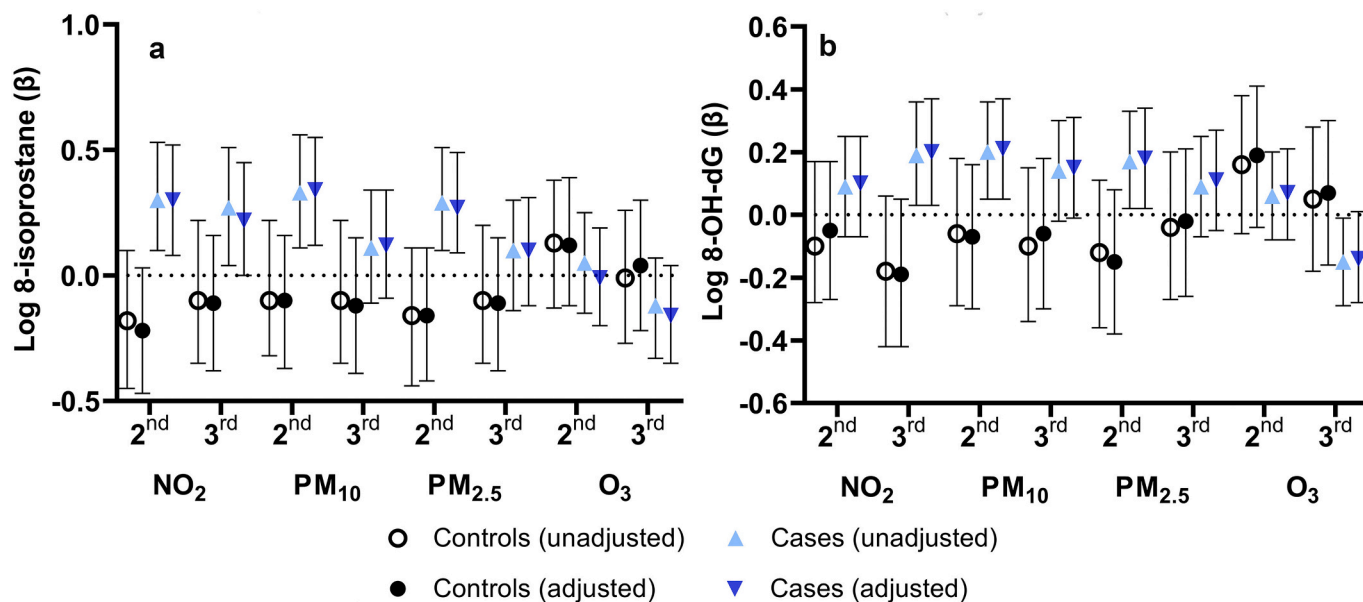 a
Log 8-isoprostane (β)
1.0
0.5
0.0
-0.5
2nd 3rd 2nd 3rd 2nd 3rd 2nd 3rd
NO2 PM10 PM2.5 O3
b
Log 8-OH-dG (β)
0.6
0.4
0.2
0.0
-0.2
-0.4
-0.6
2nd 3rd 2nd 3rd 2nd 3rd 2nd 3rd
NO2 PM10 PM2.5 O3
Controls (unadjusted) Cases (unadjusted)
Controls (adjusted) Cases (adjusted)